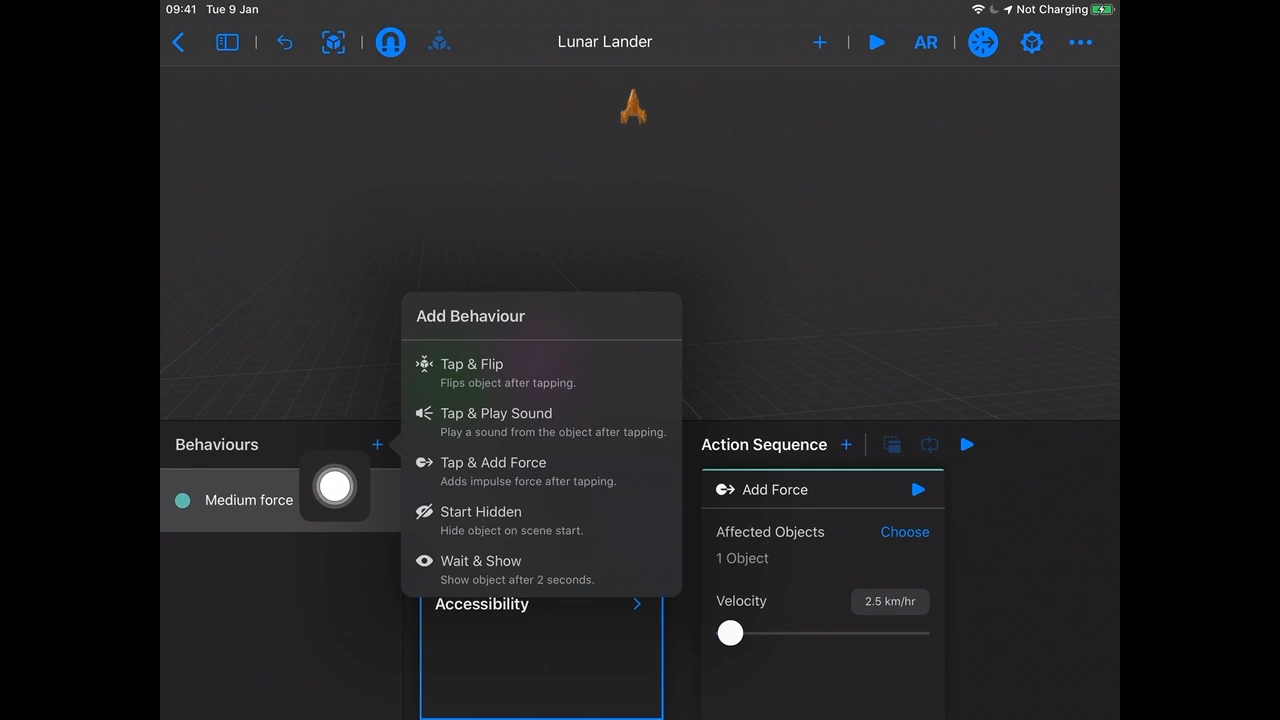 09:41 Tue 9 Jan
Not Charging
Lunar Lander
AR
Add Behaviour
Tap & Flip
Flips object after tapping.
Tap & Play Sound
Play a sound from the object after tapping.
Tap & Add Force
Adds impulse force after tapping.
Start Hidden
Hide object on scene start.
Wait & Show
Show object after 2 seconds.
Behaviours
Medium force
Accessibility
Action Sequence
Add Force
Affected Objects Choose
1 Object
Velocity 2.5 km/hr